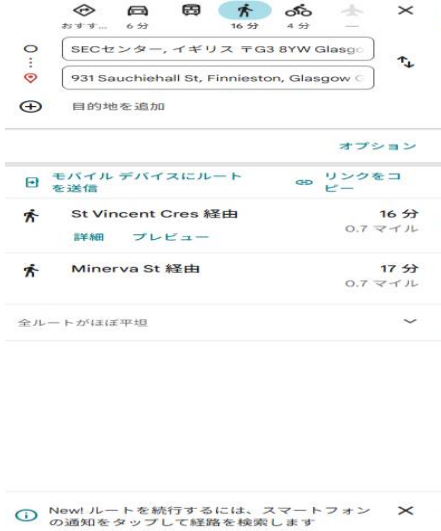 おすす… 6 分 16 分 4 分 —
SECセンター, イギリス 〒G3 8YW Glasgo
931 Sauchiehall St, Finnieston, Glasgow G
目的地を追加
オプション
モバイル デバイスにルート
を送信
リンクをコ
ピー
St Vincent Cres 経由 16 分
0.7 マイル
詳細 プレビュー
Minerva St 経由 17 分
0.7 マイル
全ルートがほぼ平坦
New! ルートを続行するには、スマートフォン
の通知をタップして経路を検索します